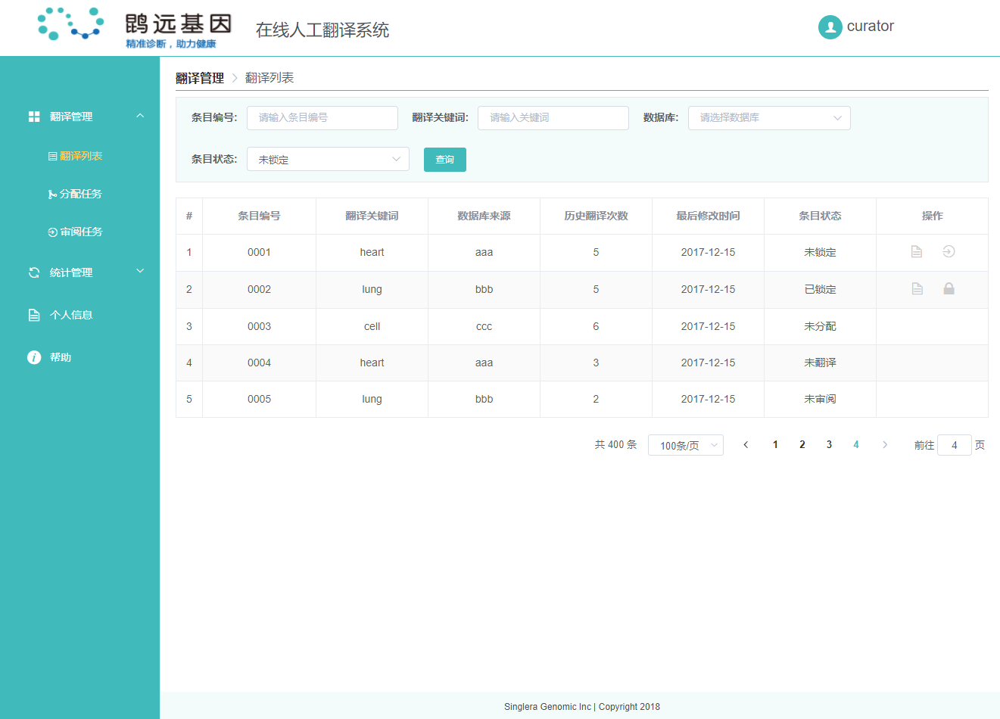 鹍远基因
精准诊断，助力健康
在线人工翻译系统
curator
翻译管理
翻译列表
分配任务
审阅任务
统计管理
个人信息
帮助
翻译管理 > 翻译列表
条目编号: 请输入条目编号 翻译关键词: 请输入关键词 数据库: 请选择数据库
条目状态: 未锁定 查询
# 条目编号 翻译关键词 数据库来源 历史翻译次数 最后修改时间 条目状态 操作
1 0001 heart aaa 5 2017-12-15 未锁定
2 0002 lung bbb 5 2017-12-15 已锁定
3 0003 cell ccc 6 2017-12-15 未分配
4 0004 heart aaa 3 2017-12-15 未翻译
5 0005 lung bbb 2 2017-12-15 未审阅
共 400 条 100条/页 < 1 2 3 4 > 前往 4 页
Singlera Genomic Inc | Copyright 2018